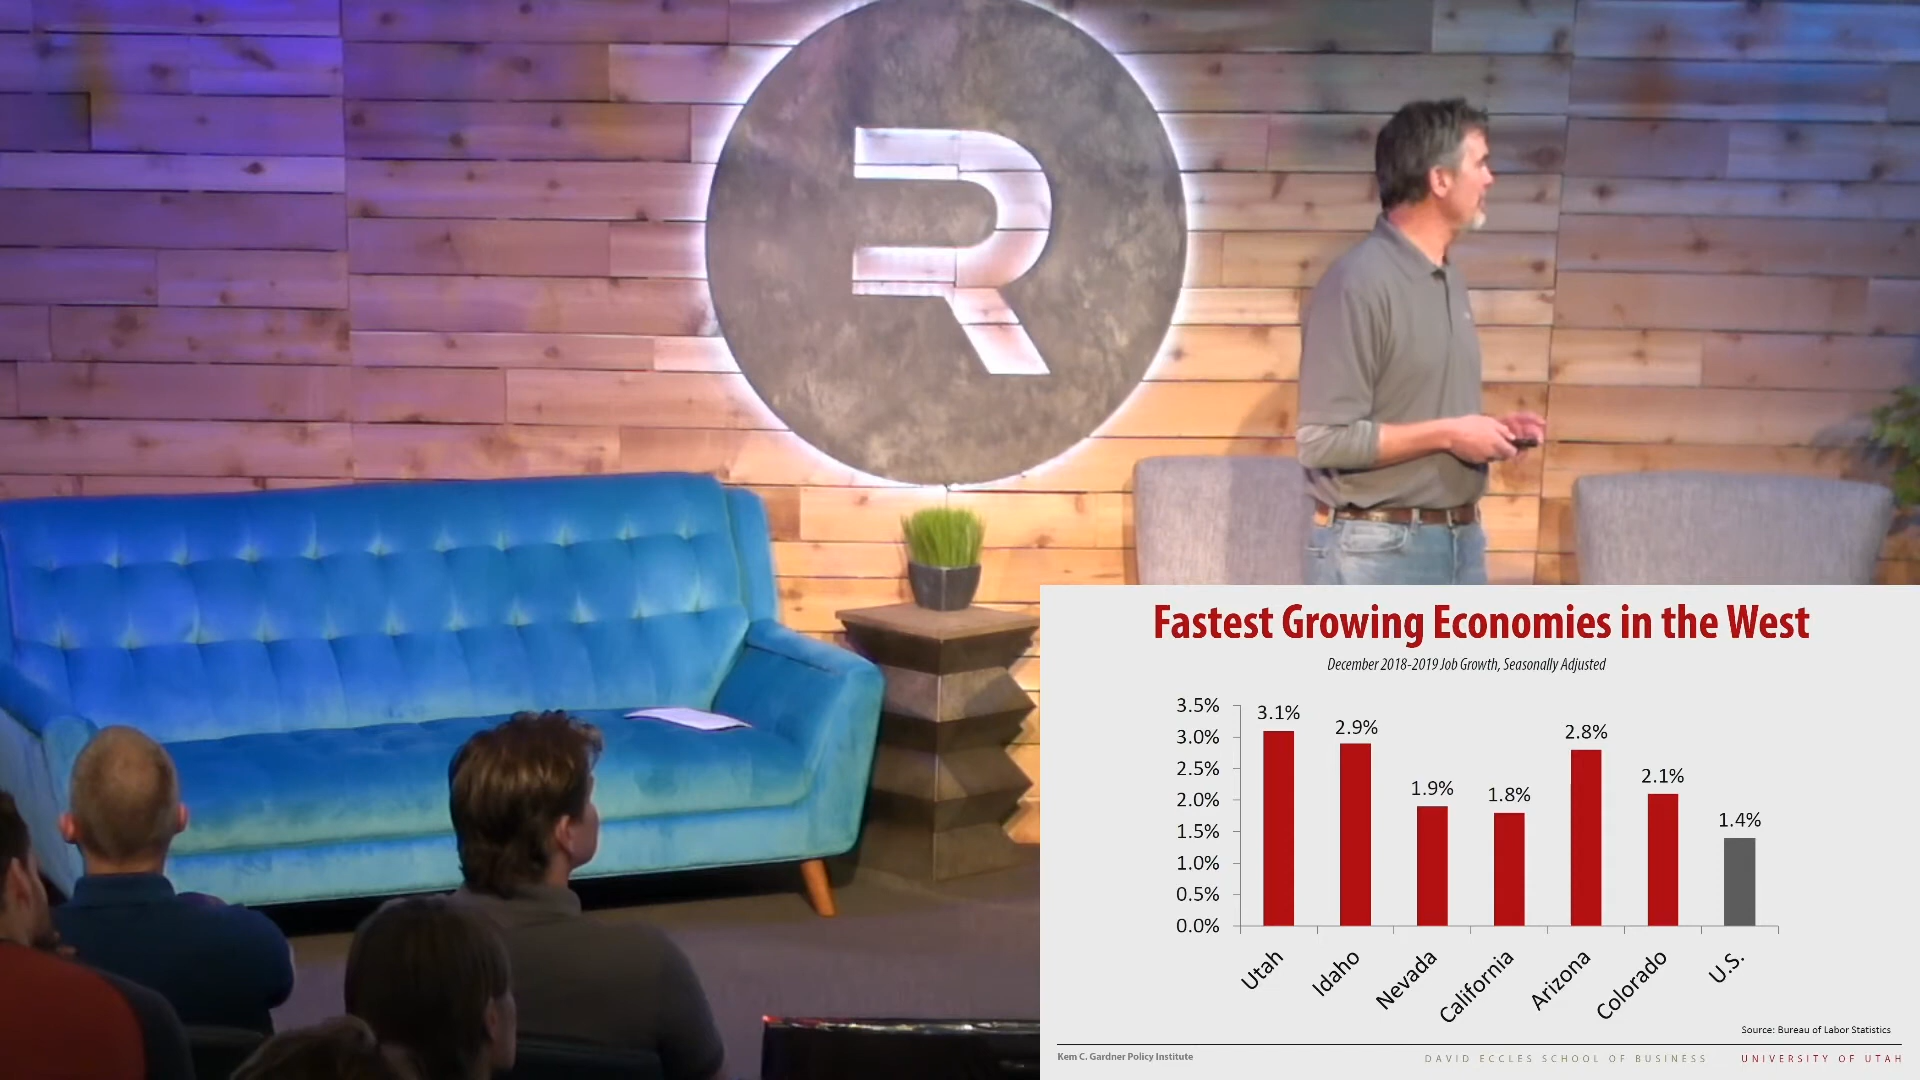 R
Fastest Growing Economies in the West
December 2018-2019 Job Growth, Seasonally Adjusted
3.5%
3.0%
2.5%
2.0%
1.5%
1.0%
0.5%
0.0%
3.1%
2.9%
1.9%
1.8%
2.8%
2.1%
1.4%
Utah
Idaho
Nevada
California
Arizona
Colorado
U.S.
Source: Bureau of Labor Statistics
Kem C. Gardner Policy Institute
DAVID ECCLES SCHOOL OF BUSINESS
UNIVERSITY OF UTAH